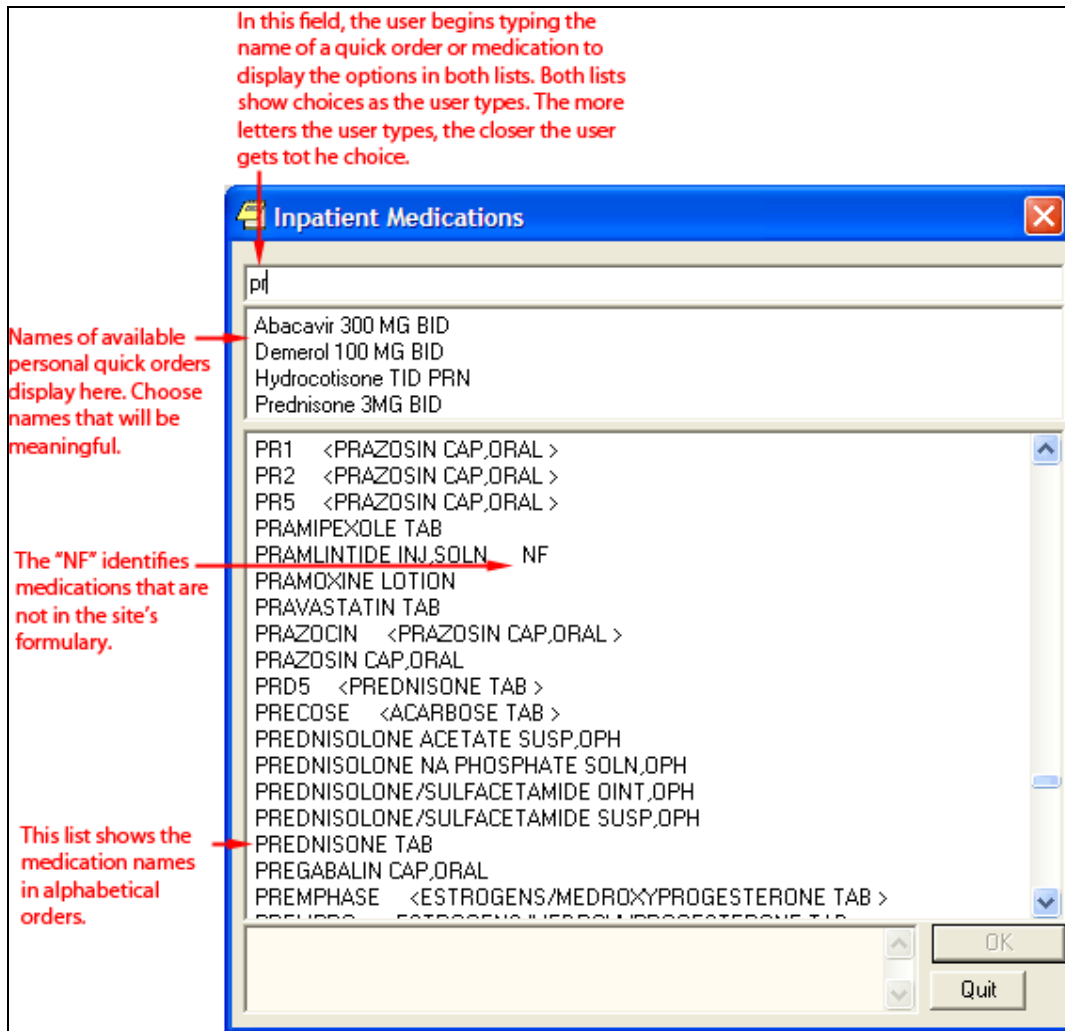 In this field, the user begins typing the
name of a quick order or medication to
display the options in both lists. Both lists
show choices as the user types. The more
letters the user types, the closer the user
gets tot he choice.
Inpatient Medications
pr
Names of available
personal quick orders
display here. Choose
names that will be
meaningful.
Abacavir 300 MG BID
Demerol 100 MG BID
Hydrocotisone TID PRN
Prednisone 3MG BID
PR1 <PRAZOSIN CAP,ORAL >
PR2 <PRAZOSIN CAP,ORAL >
PR5 <PRAZOSIN CAP,ORAL >
PRAMIPEXOLE TAB
PRAMLINTIDE INJ,SOLN NF
PRAMOXINE LOTION
PRAVASTATIN TAB
PRAZOCIN <PRAZOSIN CAP,ORAL >
PRAZOSIN CAP,ORAL
PRD5 <PREDNISONE TAB >
PRECOSE <ACARBOSE TAB >
PREDNISOLONE ACETATE SUSP,OPH
PREDNISOLONE NA PHOSPHATE SOLN,OPH
PREDNISOLONE/SULFACETAMIDE OINT,OPH
PREDNISOLONE/SULFACETAMIDE SUSP,OPH
PREDNISONE TAB
PREGABALIN CAP,ORAL
PREMPHASE <ESTROGENS/MEDROXYPROGESTERONE TAB >
The "NF" identifies
medications that are
not in the site's
formulary.
This list shows the
medication names
in alphabetical
orders.
OK
Quit